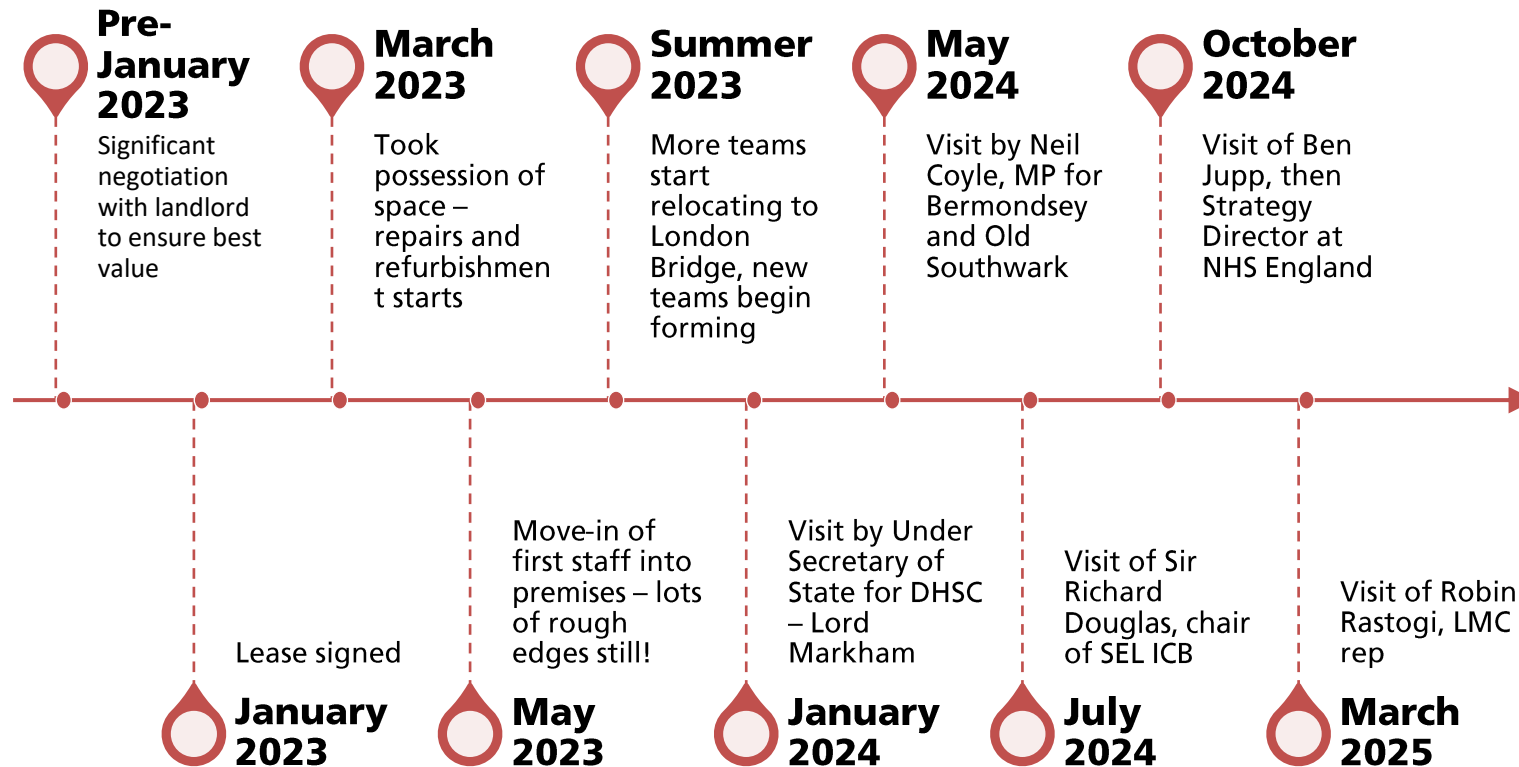 Pre-
January
2023
Significant
negotiation
with landlord
to ensure best
value
Lease signed
January
2023
March
2023
Took
possession of
space –
repairs and
refurbishmen
t starts
Move-in of
first staff into
premises – lots
of rough
edges still!
May
2023
Summer
2023
More teams
start
relocating to
London
Bridge, new
teams begin
forming
Visit by Under
Secretary of
State for DHSC
– Lord
Markham
January
2024
May
2024
Visit by Neil
Coyle, MP for
Bermondsey
and Old
Southwark
Visit of Sir
Richard
Douglas, chair
of SEL ICB
July
2024
October
2024
Visit of Ben
Jupp, then
Strategy
Director at
NHS England
Visit of Robin
Rastogi, LMC
rep
March
2025